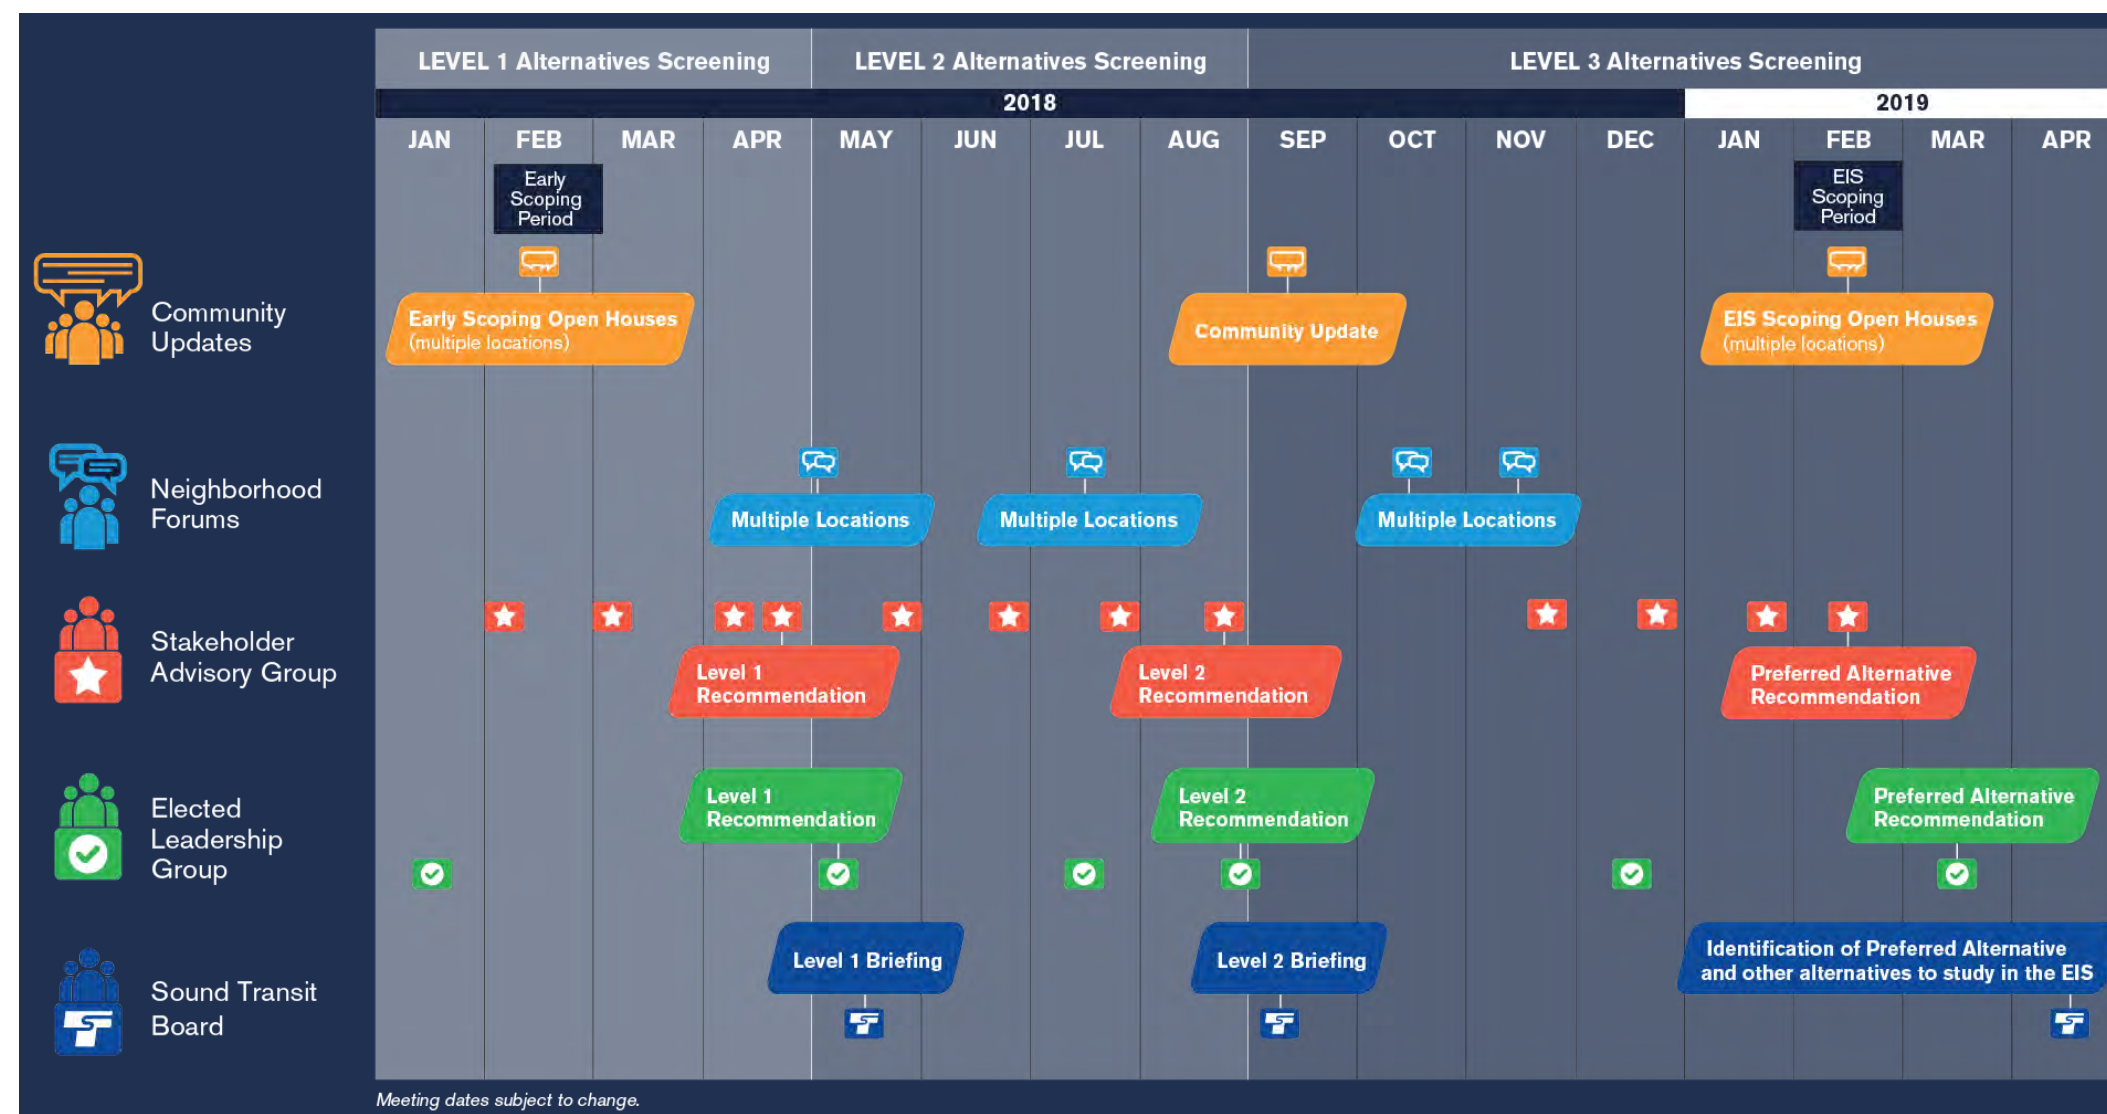 LEVEL 1 Alternatives Screening
LEVEL 2 Alternatives Screening
LEVEL 3 Alternatives Screening
2018
2019
JAN
FEB
MAR
APR
MAY
JUN
JUL
AUG
SEP
OCT
NOV
DEC
JAN
FEB
MAR
APR
Early
Scoping
Period
EIS
Scoping
Period
Community
Updates
Early Scoping Open Houses
(multiple locations)
Community Update
EIS Scoping Open Houses
(multiple locations)
Neighborhood
Forums
Multiple Locations
Multiple Locations
Multiple Locations
Stakeholder
Advisory Group
Level 1
Recommendation
Level 2
Recommendation
Preferred Alternative
Recommendation
Elected
Leadership
Group
Level 1
Recommendation
Level 2
Recommendation
Preferred Alternative
Recommendation
Sound Transit
Board
Level 1 Briefing
Level 2 Briefing
Identification of Preferred Alternative
and other alternatives to study in the EIS
Meeting dates subject to change.